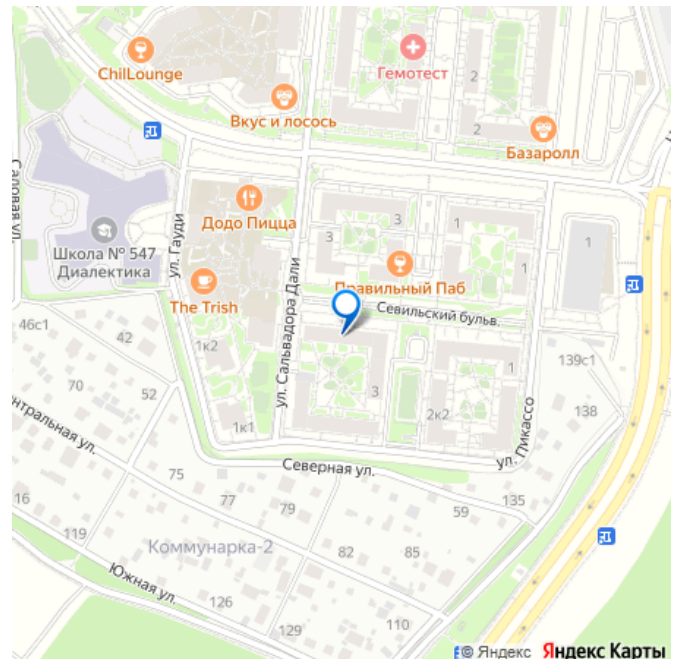 ChilLounge
Гемотест
2
Вкус и лосось
2
Базаролл
Садовая ул.
Додо Пицца
3
3
1
1
Школа № 547
Диалектика
ул. Гауди
Правильный Паб
The Trish
ул. Сальвадора Дали
Севильский бульв.
46с1
42
1к2
139с1
70
52
3
1
138
2к2
1к1
ул. Пикассо
нтральная ул.
Северная ул.
75
16
77
79
59
135
119
Коммунарка-2
82
85
Южная ул.
126
129
110
© Яндекс Яндекс Карты